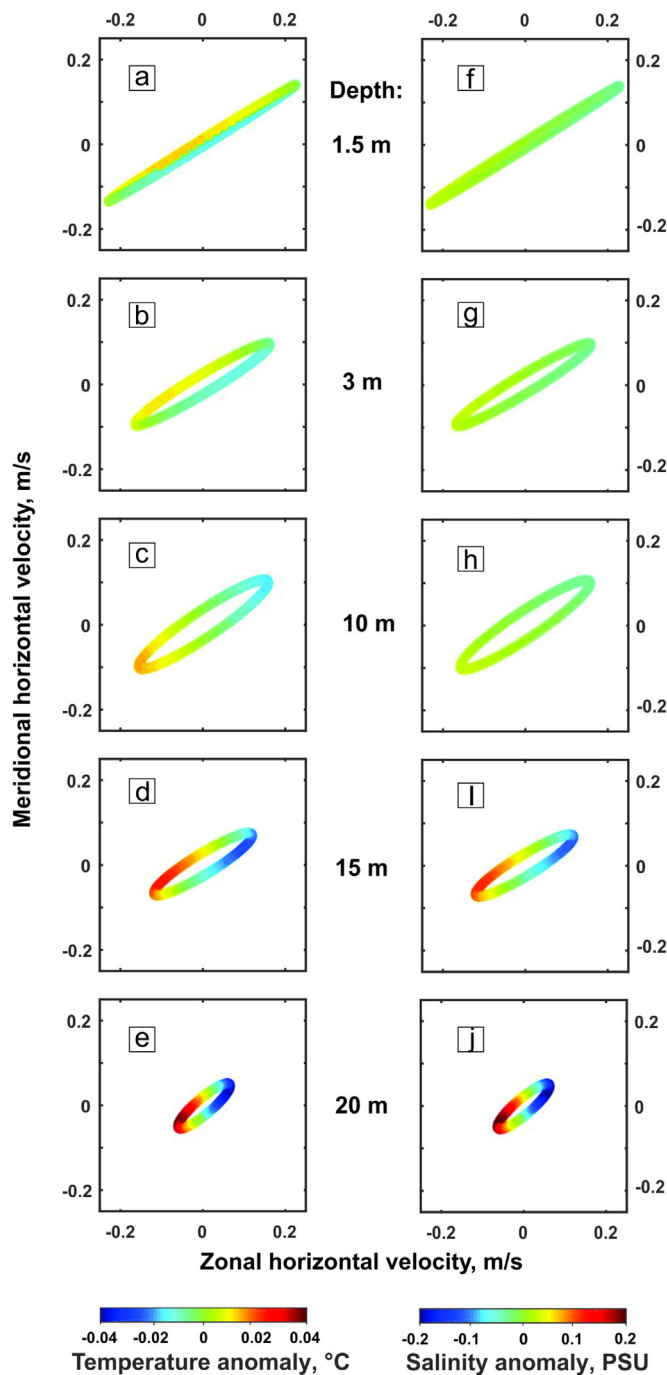 -0.2 0 0.2 -0.2 0 0.2
0.2 a Depth: f 0.2
0 1.5 m 0
-0.2 -0.2
0.2 b g 0.2
0 3 m 0
-0.2 -0.2
0.2 c h 0.2
0 10 m 0
-0.2 -0.2
0.2 d I 0.2
0 15 m 0
-0.2 -0.2
0.2 e j 0.2
0 20 m 0
-0.2 -0.2
-0.2 0 0.2 -0.2 0 0.2
Meridional horizontal velocity, m/s
Zonal horizontal velocity, m/s
-0.04 -0.02 0 0.02 0.04 -0.2 -0.1 0 0.1 0.2
Temperature anomaly, °C Salinity anomaly, PSU